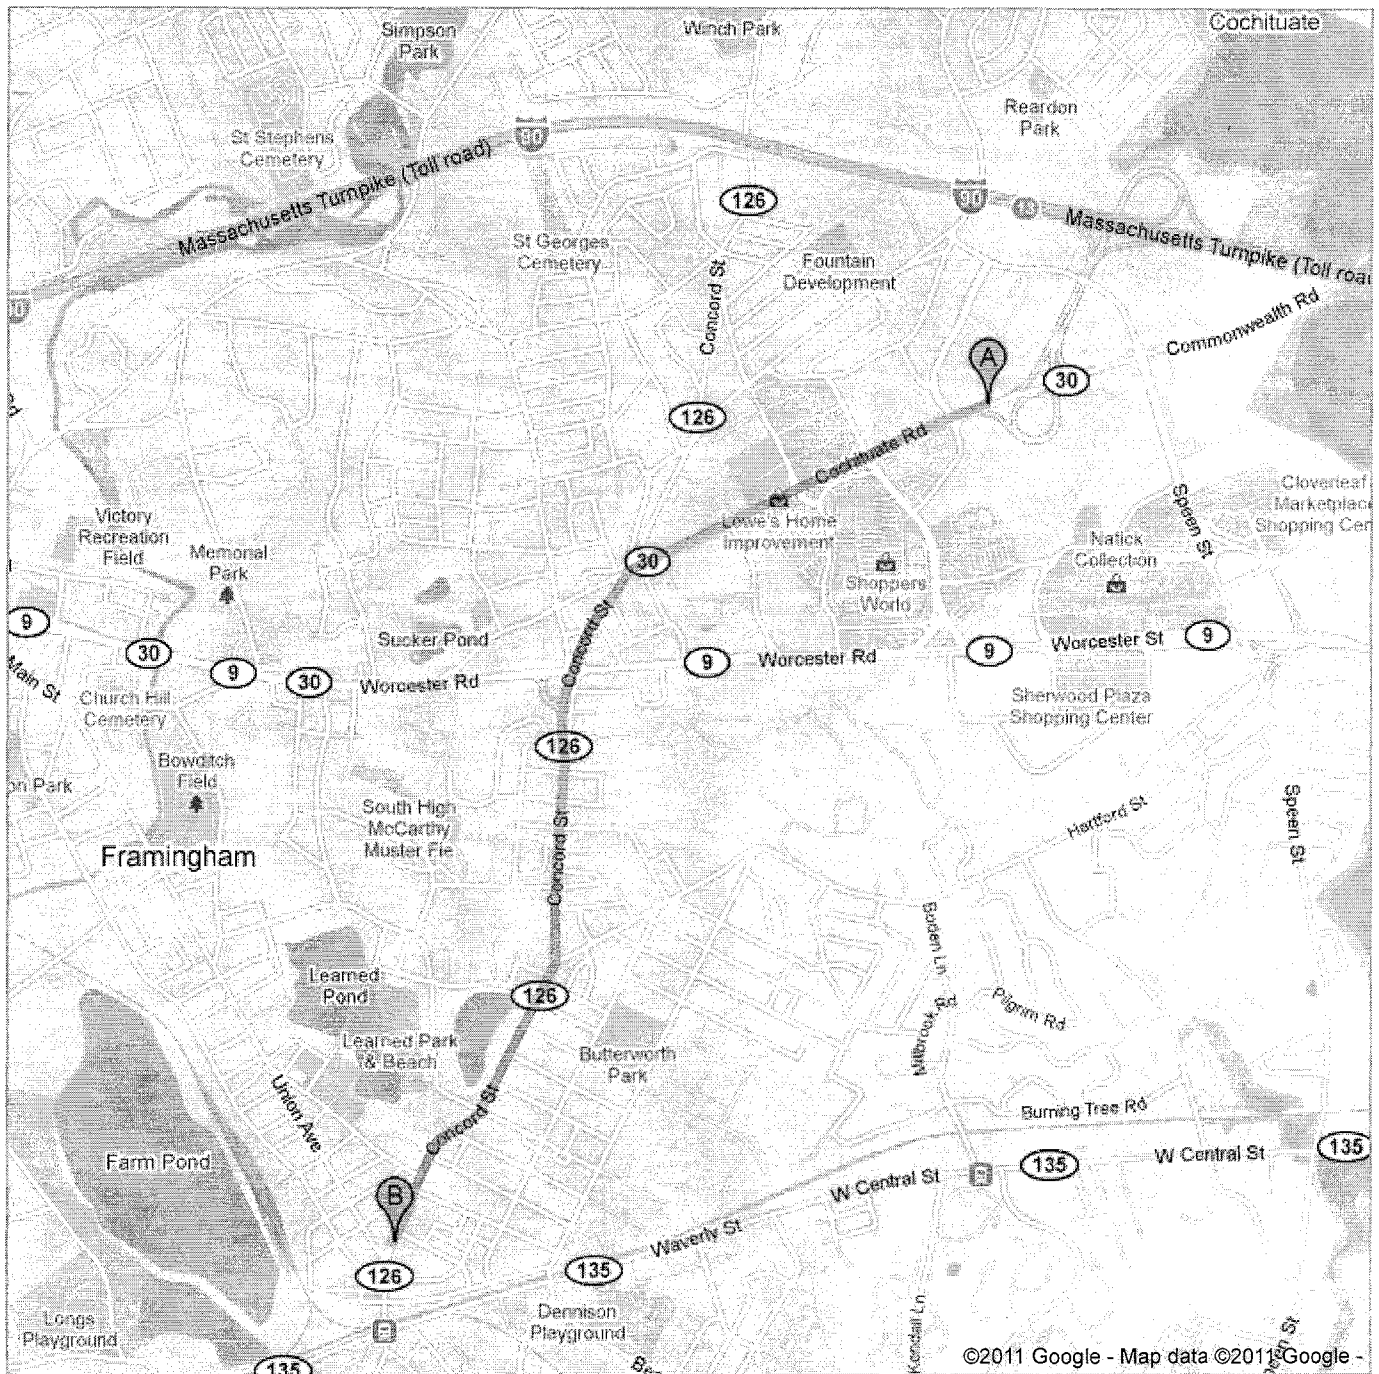 Simpson
Park
Winch Park
Cochituate
Reardon
Park
St Stephens
Cemetery
90
Massachusetts Turnpike (Toll road)
126
90
Massachusetts Turnpike (Toll road
St Georges
Cemetery
Fountain
Development
Concord St
Commonwealth Rd
A
30
126
Cochituate Rd
Cloverleaf
Marketplace
Shopping Cen
Speen St
Victory
Recreation
Field
Memorial
Park
Lowe's Home
Improvement
Natick
Collection
30
Shoppers
World
9
Sucker Pond
Concord St
30
9
30
Worcester Rd
9
Worcester Rd
9
Worcester St
9
Main St
Church Hill
Cemetery
Sherwood Plaza
Shopping Center
126
Bowditch
Field
on Park
South High
McCarthy
Muster Fie
Hartford St
Speen St
Framingham
Concord St
Boden Ln
Learned
Pond
126
Pilgrim Rd
Millbrook Rd
Learned Park
& Beach
Butterworth
Park
Union Ave
Concord St
Burning Tree Rd
Farm Pond
135
W Central St
135
B
W Central St
Waverly St
126
135
Longs
Playground
Dennison
Playground
Kendall Ln
135
©2011 Google - Map data ©2011 Google -